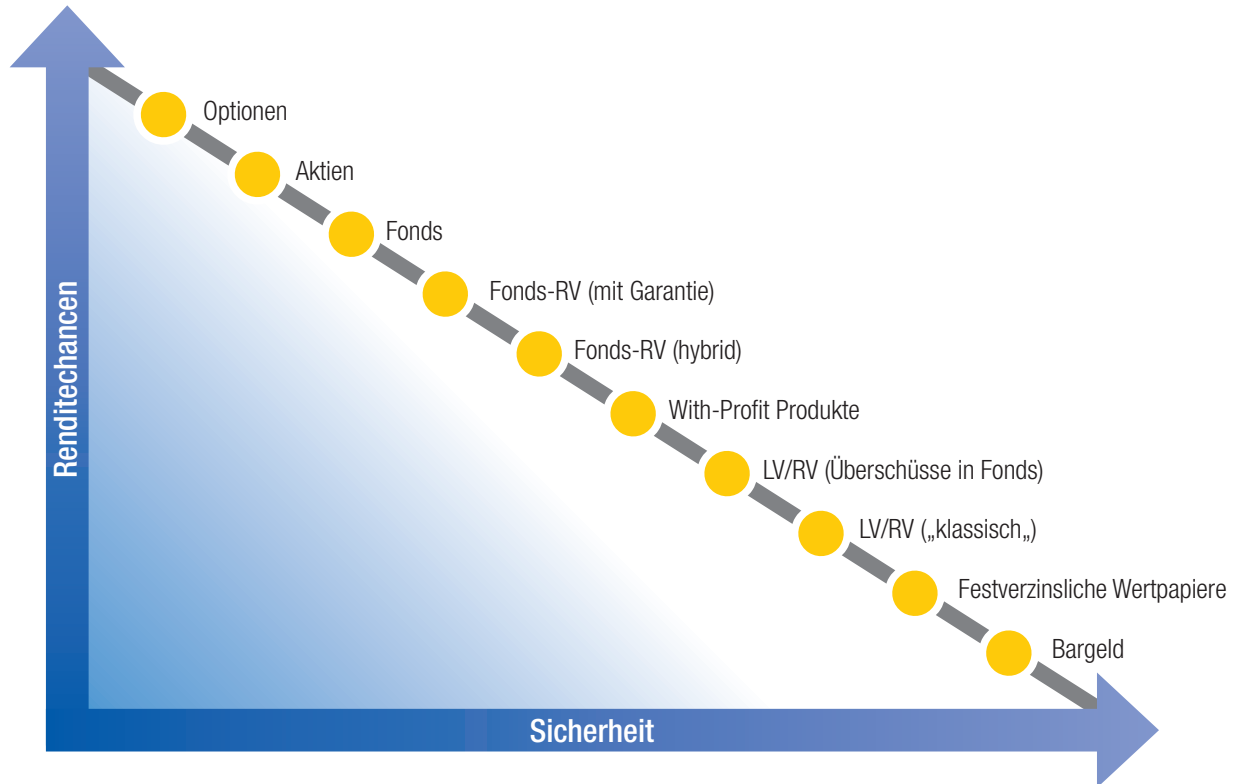 Optionen
Aktien
Fonds
Fonds-RV (mit Garantie)
Fonds-RV (hybrid)
With-Profit Produkte
LV/RV (Überschüsse in Fonds)
LV/RV („klassisch„)
Festverzinsliche Wertpapiere
Bargeld
Renditechancen
Sicherheit